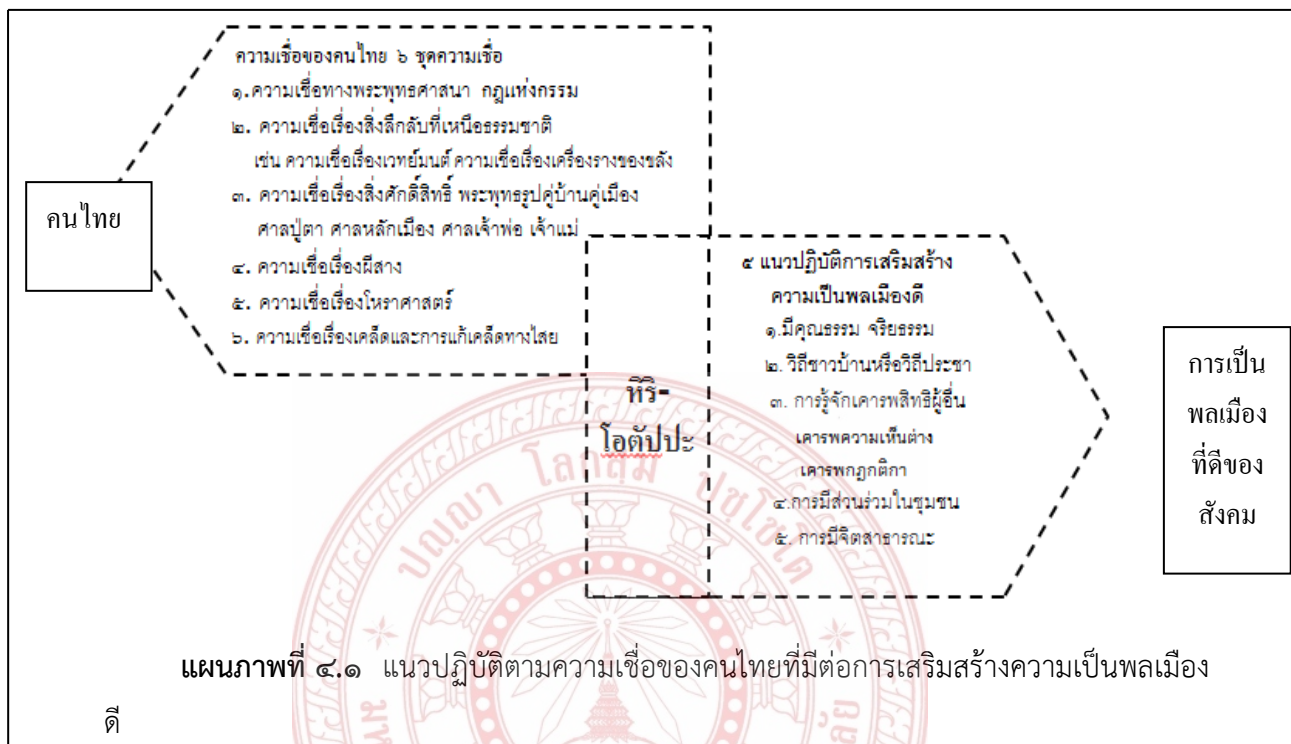 ความเชื่อของคนไทย ๖ ชุดความเชื่อ
๑.ความเชื่อทางพระพุทธศาสนา กฎแห่งกรรม
๒. ความเชื่อเรื่องสิ่งลึกลับที่เหนือธรรมชาติ
เช่น ความเชื่อเรื่องเวทย์มนต์ ความเชื่อเรื่องเครื่องรางของขลัง
๓. ความเชื่อเรื่องสิ่งศักดิ์สิทธิ์ พระพุทธรูปคู่บ้านคู่เมือง
ศาลปู่ตา ศาลหลักเมือง ศาลเจ้าพ่อ เจ้าแม่
๔. ความเชื่อเรื่องผีสาง
๕. ความเชื่อเรื่องโหราศาสตร์
๖. ความเชื่อเรื่องเคล็ดและการแก้เคล็ดทางไสย
คนไทย
หิริ-
โอตัปปะ
๕ แนวปฏิบัติการเสริมสร้าง
ความเป็นพลเมืองดี
๑.มีคุณธรรม จริยธรรม
๒. วิถีชาวบ้านหรือวิถีประชา
๓. การรู้จักเคารพสิทธิผู้อื่น
เคารพความเห็นต่าง
เคารพกฎกติกา
๔.การมีส่วนร่วมในชุมชน
๕. การมีจิตสาธารณะ
การเป็น
พลเมือง
ที่ดีของ
สังคม
ปญฺญา โลกสฺมิ ปชฺโชโต
แผนภาพที่ ๔.๑ แนวปฏิบัติตามความเชื่อของคนไทยที่มีต่อการเสริมสร้างความเป็นพลเมือง
ดี